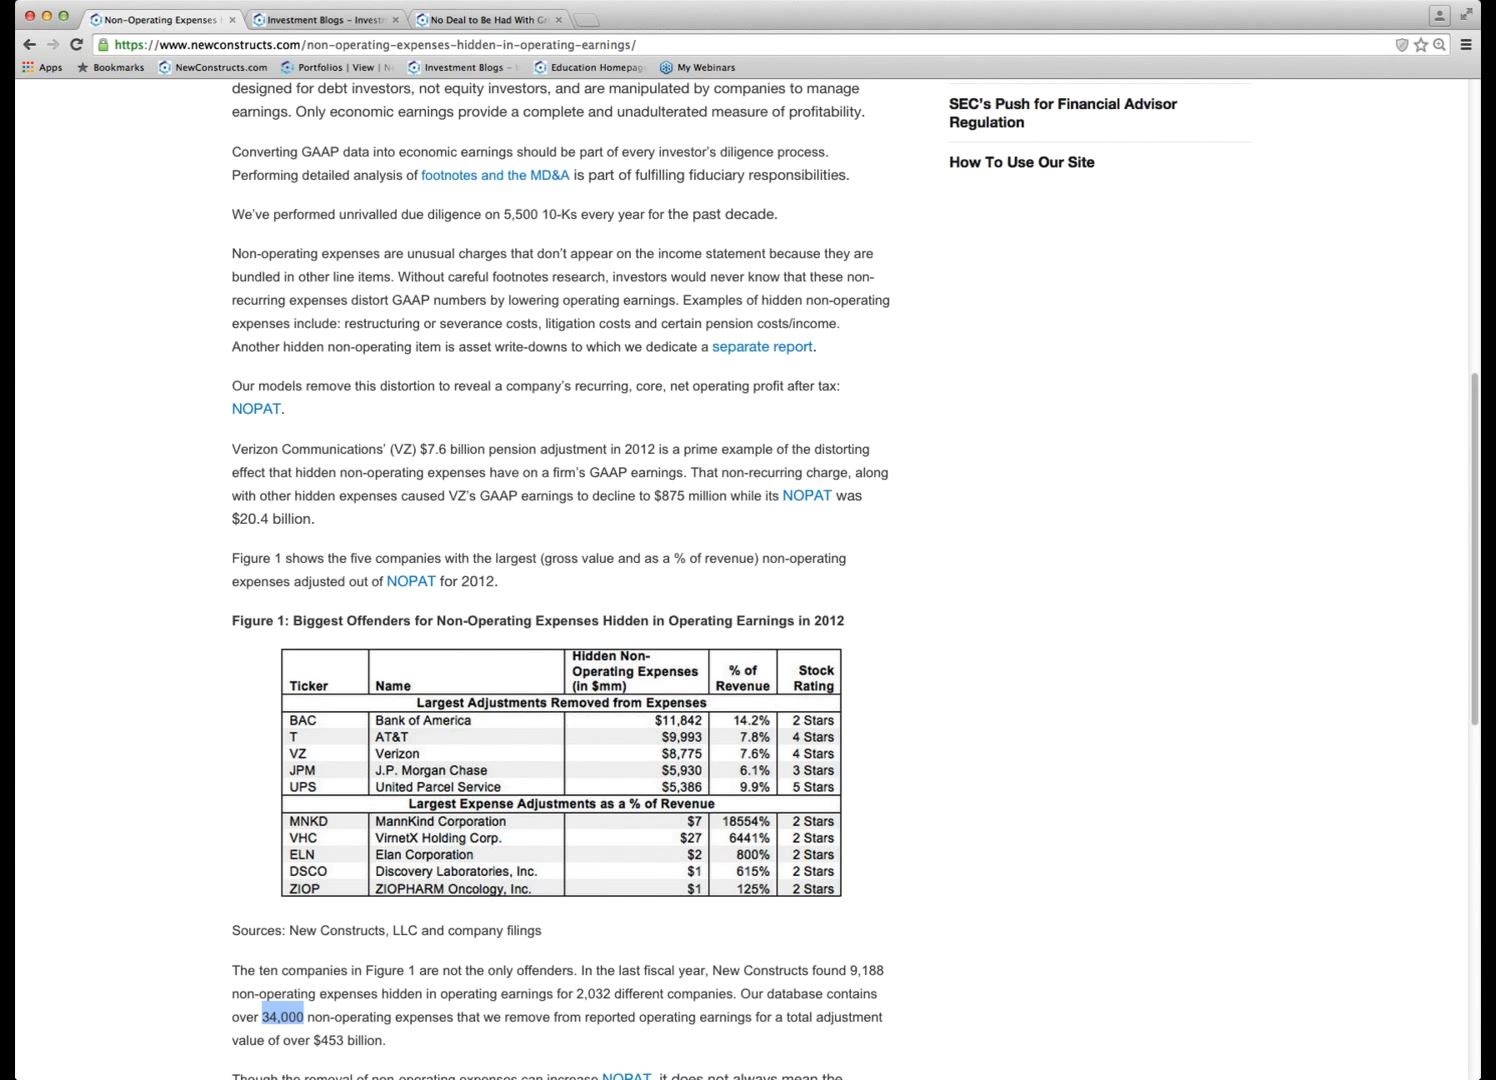 Non-Operating Expenses
Investment Blogs – Invest
No Deal to Be Had With G
https://www.newconstructs.com/non-operating-expenses-hidden-in-operating-earnings/
Apps Bookmarks NewConstructs.com Portfolios | View | N Investment Blogs – Education Homepag My Webinars
designed for debt investors, not equity investors, and are manipulated by companies to manage
earnings. Only economic earnings provide a complete and unadulterated measure of profitability.
SEC's Push for Financial Advisor
Regulation
How To Use Our Site
Converting GAAP data into economic earnings should be part of every investor's diligence process.
Performing detailed analysis of footnotes and the MD&A is part of fulfilling fiduciary responsibilities.
We've performed unrivalled due diligence on 5,500 10-Ks every year for the past decade.
Non-operating expenses are unusual charges that don't appear on the income statement because they are
bundled in other line items. Without careful footnotes research, investors would never know that these non-
recurring expenses distort GAAP numbers by lowering operating earnings. Examples of hidden non-operating
expenses include: restructuring or severance costs, litigation costs and certain pension costs/income.
Another hidden non-operating item is asset write-downs to which we dedicate a separate report.
Our models remove this distortion to reveal a company's recurring, core, net operating profit after tax:
NOPAT.
Verizon Communications' (VZ) $7.6 billion pension adjustment in 2012 is a prime example of the distorting
effect that hidden non-operating expenses have on a firm's GAAP earnings. That non-recurring charge, along
with other hidden expenses caused VZ's GAAP earnings to decline to $875 million while its NOPAT was
$20.4 billion.
Figure 1 shows the five companies with the largest (gross value and as a % of revenue) non-operating
expenses adjusted out of NOPAT for 2012.
Figure 1: Biggest Offenders for Non-Operating Expenses Hidden in Operating Earnings in 2012
Ticker Name Hidden Non-Operating Expenses (in $mm) % of Revenue Stock Rating
Largest Adjustments Removed from Expenses
BAC Bank of America $11,842 14.2% 2 Stars
T AT&T $9,993 7.8% 4 Stars
VZ Verizon $8,775 7.6% 4 Stars
JPM J.P. Morgan Chase $5,930 6.1% 3 Stars
UPS United Parcel Service $5,386 9.9% 5 Stars
Largest Expense Adjustments as a % of Revenue
MNKD MannKind Corporation $7 18554% 2 Stars
VHC VirnetX Holding Corp. $27 6441% 2 Stars
ELN Elan Corporation $2 800% 2 Stars
DSCO Discovery Laboratories, Inc. $1 615% 2 Stars
ZIOP ZIOPHARM Oncology, Inc. $1 125% 2 Stars
Sources: New Constructs, LLC and company filings
The ten companies in Figure 1 are not the only offenders. In the last fiscal year, New Constructs found 9,188
non-operating expenses hidden in operating earnings for 2,032 different companies. Our database contains
over 34,000 non-operating expenses that we remove from reported operating earnings for a total adjustment
value of over $453 billion.
Though the removal of non-operating expenses can increase NOPAT, it does not always mean the